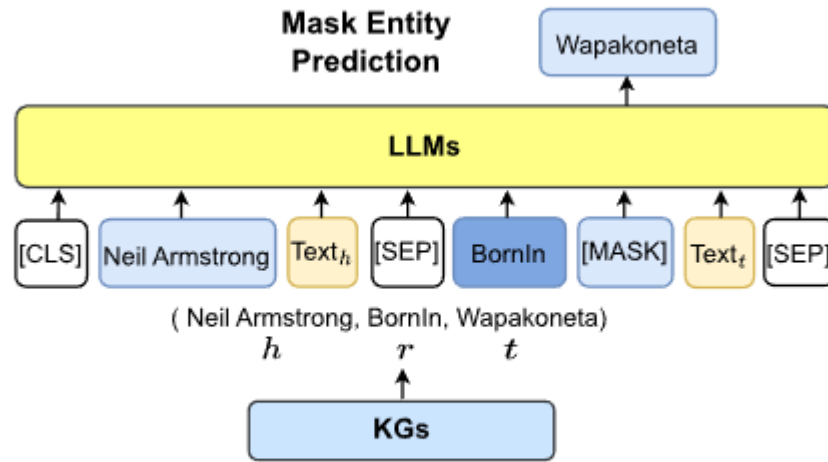 Mask Entity
Prediction
Wapakoneta
LLMs
[CLS] Neil Armstrong Text_h [SEP] BornIn [MASK] Text_t [SEP]
( Neil Armstrong, BornIn, Wapakoneta)
h r t
KGs